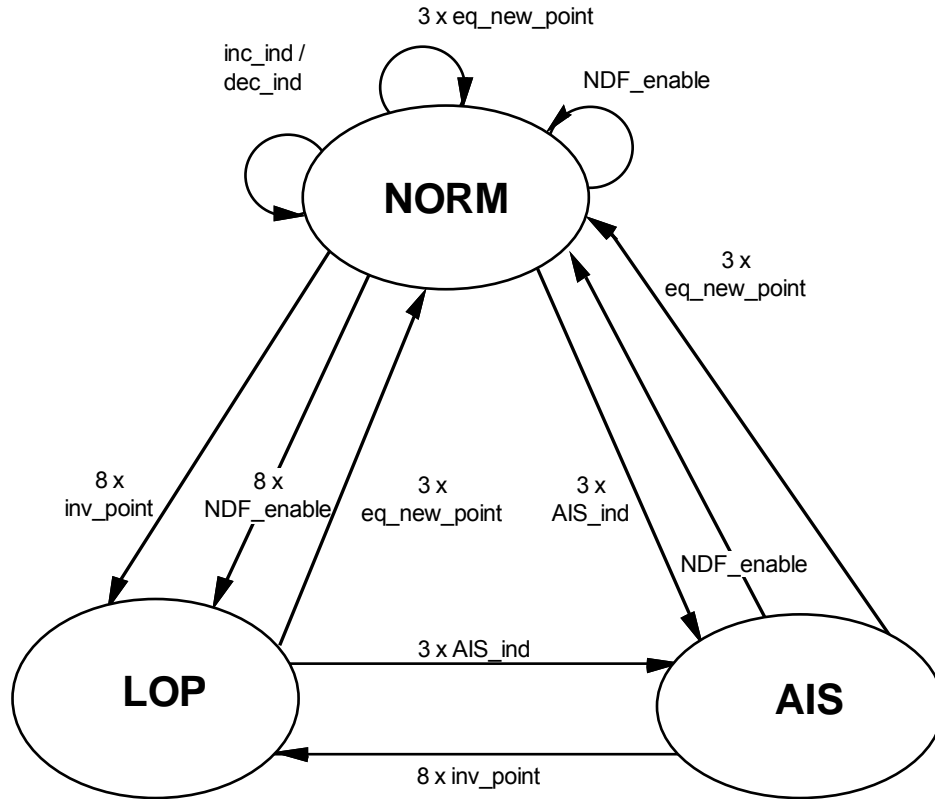 3 x eq_new_point
inc_ind /
dec_ind
NDF_enable
NORM
3 x
eq_new_point
8 x
inv_point
8 x
NDF_enable
3 x
eq_new_point
3 x
AIS_ind
NDF_enable
3 x AIS_ind
LOP
AIS
8 x inv_point